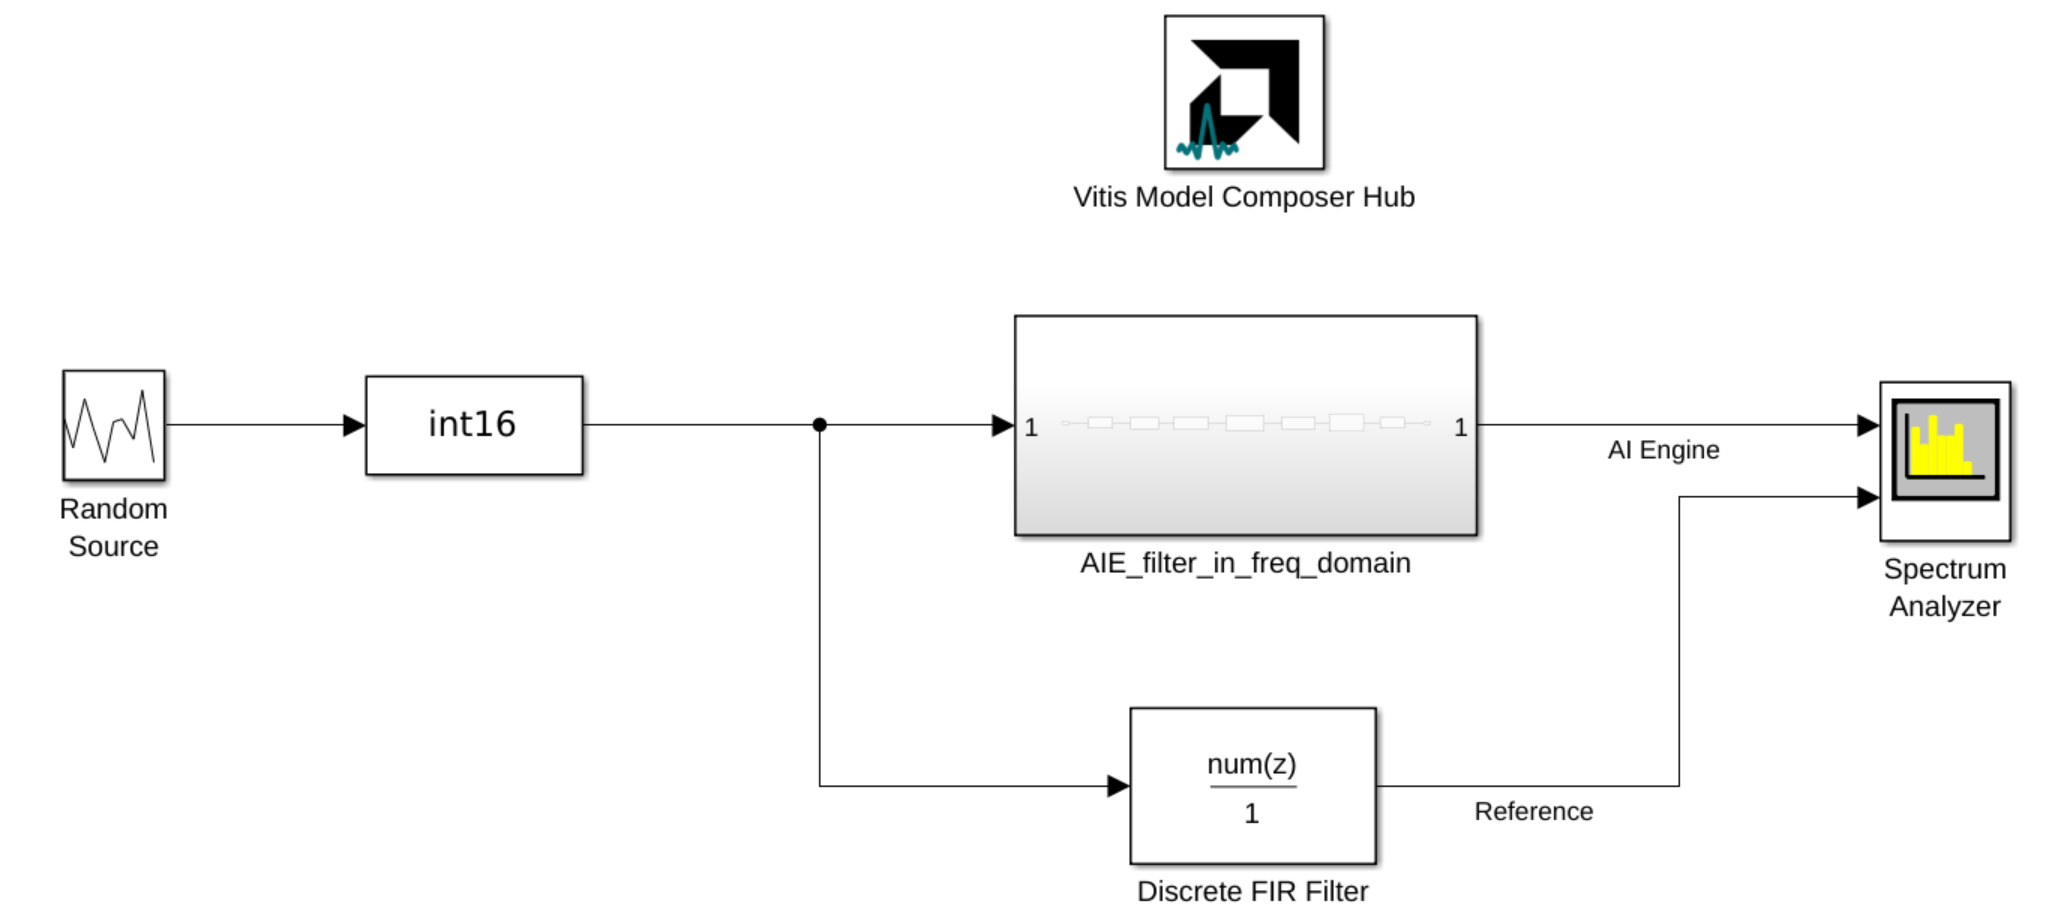 Vitis Model Composer Hub
int16
1
1
AI Engine
Random
Source
AIE_filter_in_freq_domain
Spectrum
Analyzer
num(z)
1
Reference
Discrete FIR Filter